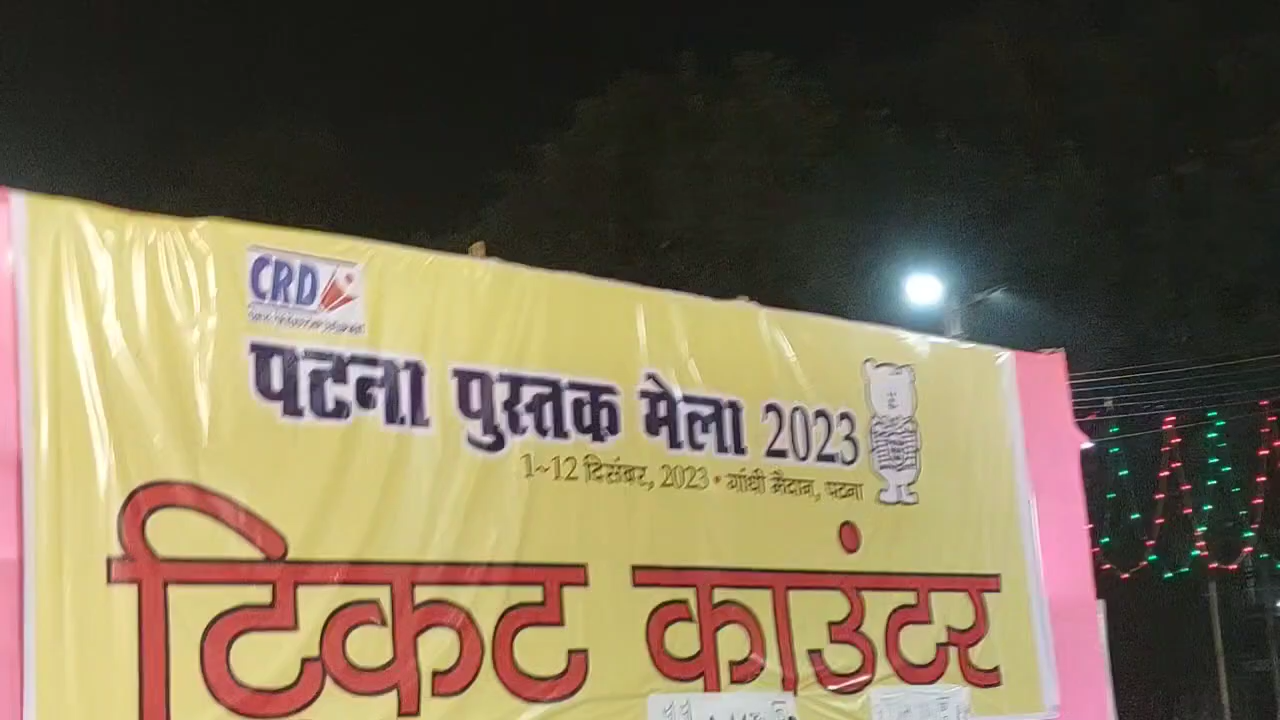 CRD
पटना पुस्तक मेला 2023
1~12 दिसंबर, 2023 • गांधी मैदान, पटना
टिकट काउंटर